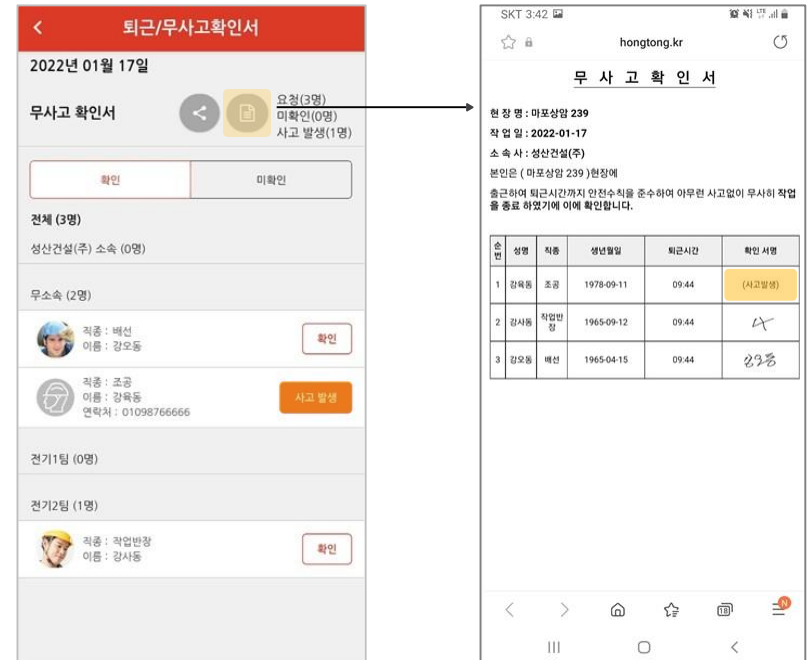 퇴근/무사고확인서
2022년 01월 17일
무사고 확인서
요청(3명)
미확인(0명)
사고 발생(1명)
확인
미확인
전체 (3명)
성산건설(주) 소속 (0명)
무소속 (2명)
직종 : 배선
이름 : 강오동
확인
직종 : 조공
이름 : 강육동
연락처 : 01098766666
사고 발생
전기1팀 (0명)
전기2팀 (1명)
직종 : 작업반장
이름 : 강사동
확인
SKT 3:42
LTE
hongtong.kr
무 사 고 확 인 서
현 장 명 : 마포상암 239
작 업 일 : 2022-01-17
소 속 사 : 성산건설(주)
본인은 ( 마포상암 239 )현장에
출근하여 퇴근시간까지 안전수칙을 준수하여 아무런 사고없이 무사히 작업
을 종료 하였기에 이에 확인합니다.
순번 성명 직종 생년월일 퇴근시간 확인 서명
1 강육동 조공 1978-09-11 09:44 (사고발생)
2 강사동 작업반장 1965-09-12 09:44
3 강오동 배선 1965-04-15 09:44
18
N